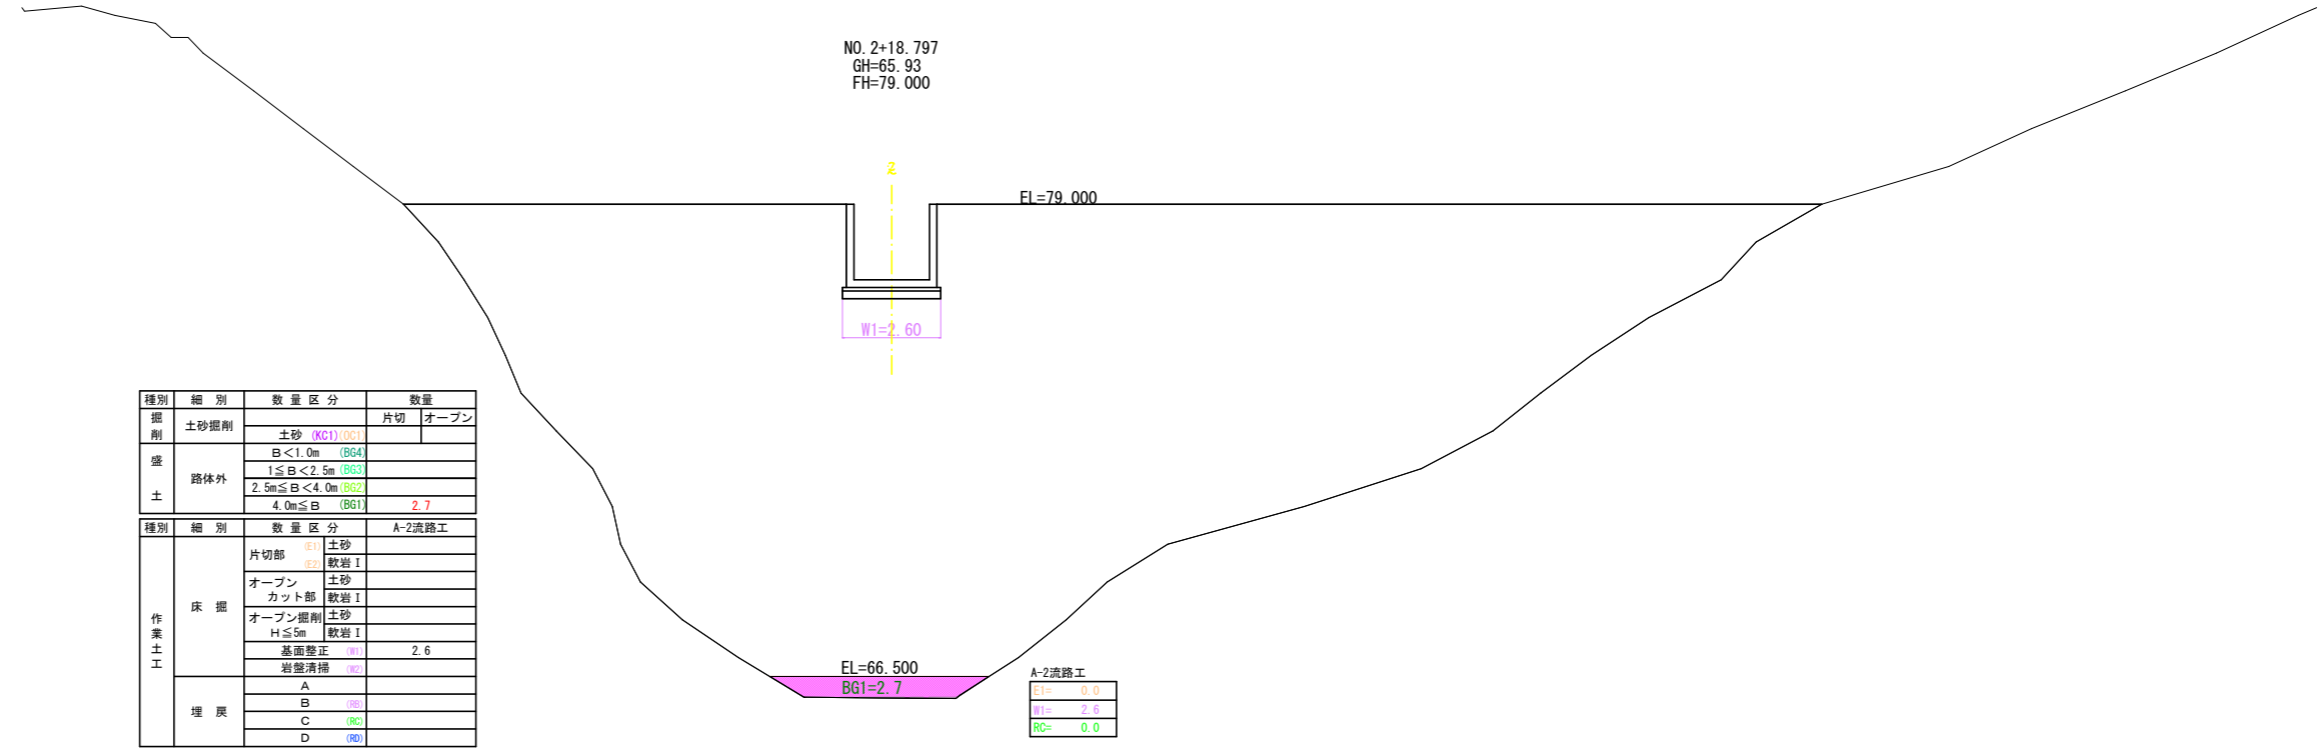 NO. 2+18. 797
GH=65. 93
FH=79. 000
2
EL=79. 000
W1=2. 60
種別 細 別 数 量 区 分 数量
掘削 土砂掘削 片切 オープン
土砂 (KC1)(OC1)
盛土 路体外 B<1.0m (BG4)
1≦B<2.5m (BG3)
2.5m≦B<4.0m(BG2)
4.0m≦B (BG1) 2.7
種別 細 別 数 量 区 分 A-2流路工
作業土工 床 掘 片切部 (E1) 土砂
(E2) 軟岩Ⅰ
オープン 土砂
カット部 軟岩Ⅰ
オープン掘削 土砂
H≦5m 軟岩Ⅰ
基面整正 (W1) 2.6
岩盤清掃 (W2)
埋 戻 A
B (RB)
C (RC)
D (RD)
EL=66. 500
BG1=2. 7
A-2流路工
E1= 0.0
W1= 2.6
RC= 0.0